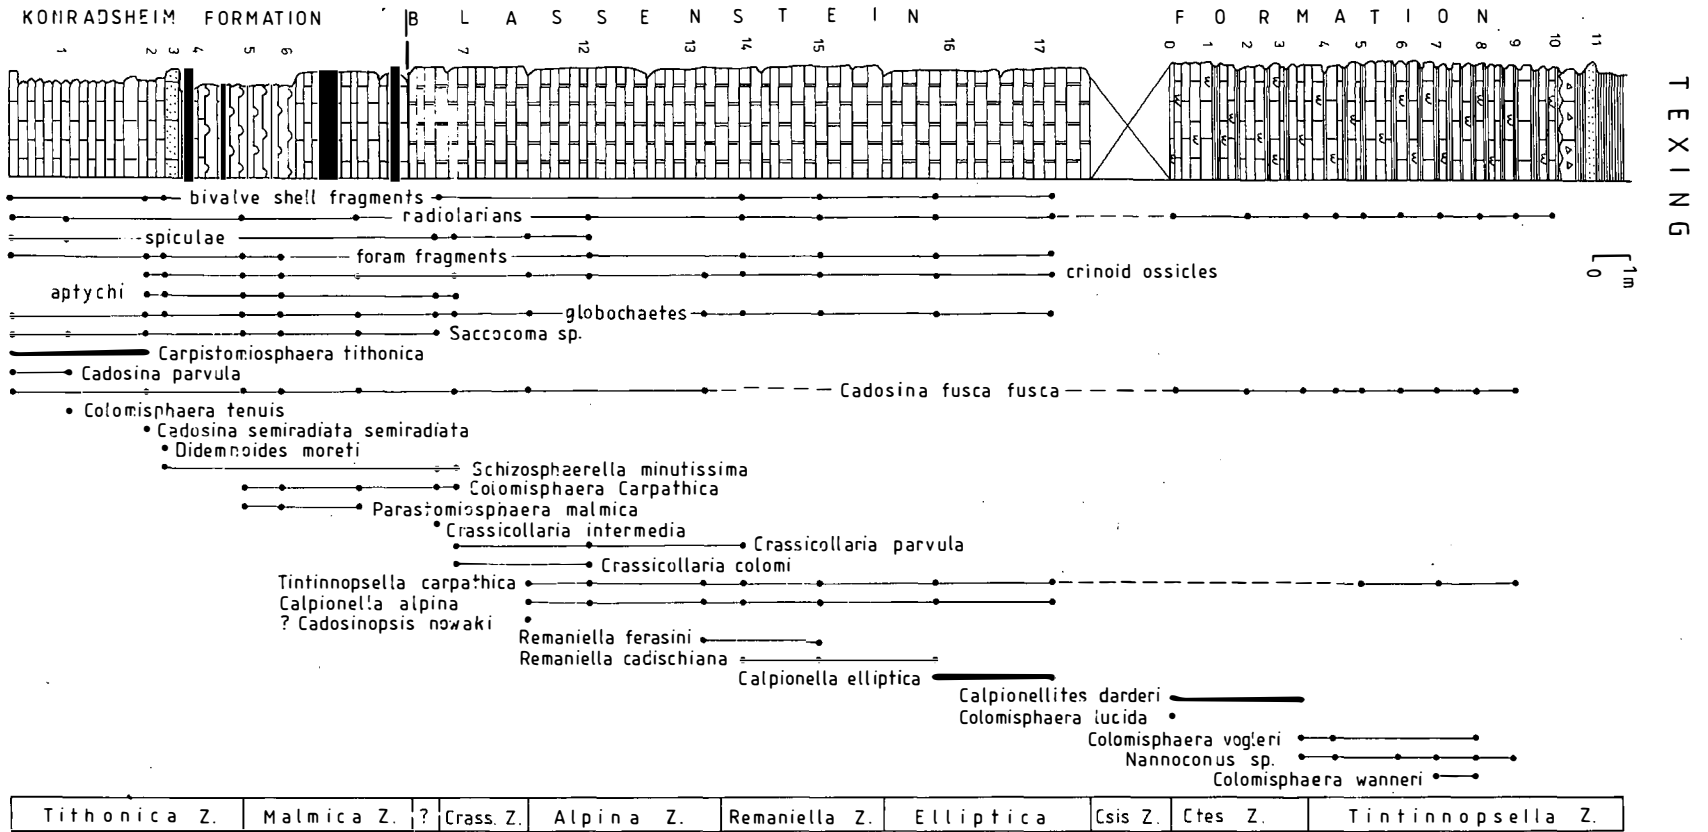 KONRADSHEIM FORMATION BLASSENSTEIN FORMATION
1 2 3 4 5 6 7 12 13 14 15 16 17 0 1 2 3 4 5 6 7 8 9 10 11
TEXING
bivalve shell fragments
radiolarians
spiculae
foram fragments
0 1m
crinoid ossicles
aptychi
globochaetes
Saccocoma sp.
Carpistomiosphaera tithonica
Cadosina parvula
Cadosina fusca fusca
Colomisphaera tenuis
Cadosina semiradiata semiradiata
Didemnoides moreti
Schizosphaerella minutissima
Colomisphaera Carpathica
Parastomiosphaera malmica
Crassicollaria intermedia
Crassicollaria parvula
Crassicollaria colomi
Tintinnopsella carpathica
Calpionella alpina
? Cadosinopsis nowaki
Remaniella ferasini
Remaniella cadischiana
Calpionella elliptica
Calpionellites darderi
Colomisphaera lucida
Colomisphaera vogleri
Nannoconus sp.
Colomisphaera wanneri
Tithonica Z. Malmica Z. ? Crass. Z. Alpina Z. Remaniella Z. Elliptica Csis Z. Ctes Z. Tintinnopsella Z.